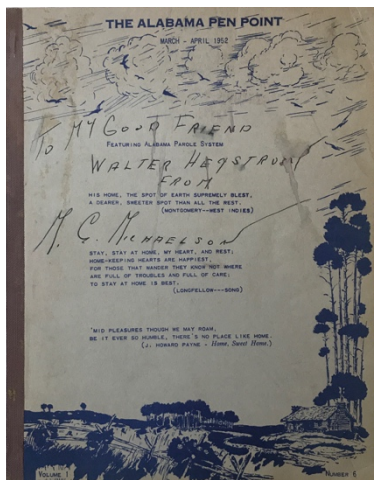 THE ALABAMA PEN POINT
MARCH - APRIL 1952
TO MY GOOD FRIEND
FEATURING ALABAMA PAROLE SYSTEM
WALTER HEGSTRUM
FROM
HIS HOME, THE SPOT OF EARTH SUPREMELY BLEST,
A DEARER, SWEETER SPOT THAN ALL THE REST.
(MONTGOMERY--WEST INDIES)
M. G. MICHAELSON
STAY, STAY AT HOME, MY HEART, AND REST;
HOME-KEEPING HEARTS ARE HAPPIEST,
FOR THOSE THAT WANDER THEY KNOW NOT WHERE
ARE FULL OF TROUBLES AND FULL OF CARE;
TO STAY AT HOME IS BEST.
(LONGFELLOW---SONG)
'MID PLEASURES THOUGH WE MAY ROAM,
BE IT EVER SO HUMBLE, THERE'S NO PLACE LIKE HOME.
(J. HOWARD PAYNE - Home, Sweet Home.)
VOLUME 1
NUMBER 6